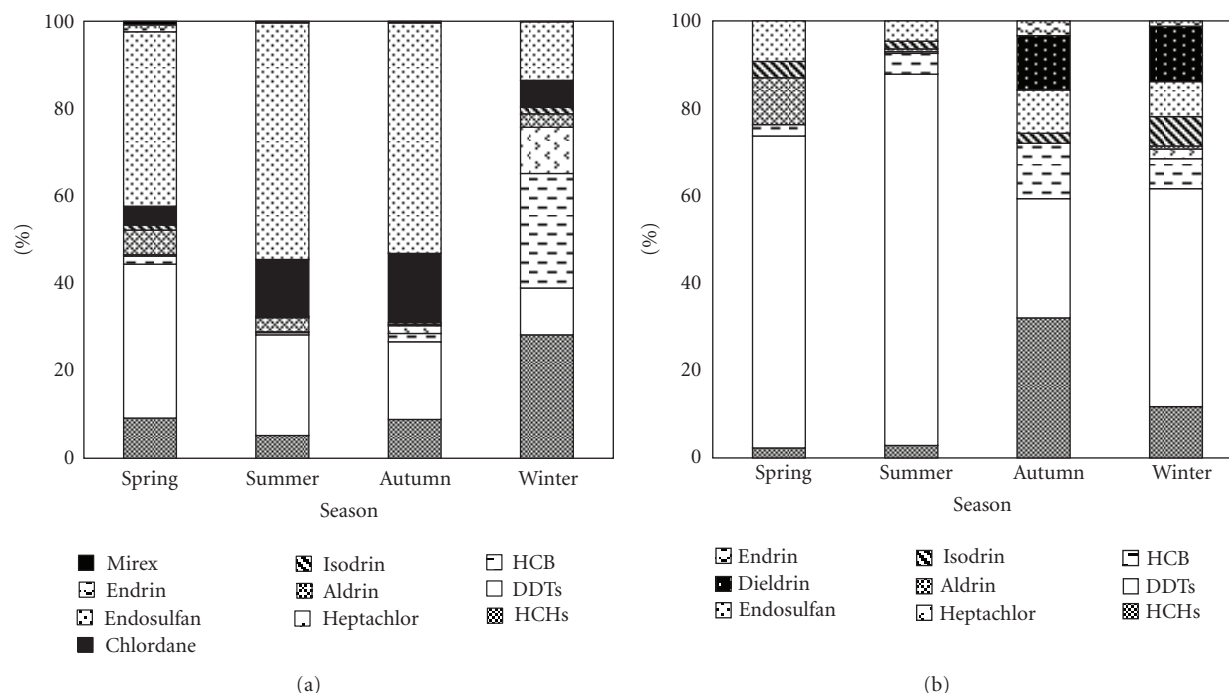 100
80
60
40
20
0
(%)
Spring Summer Autumn Winter
Season
Mirex Isodrin HCB
Endrin Aldrin DDTs
Endosulfan Heptachlor HCHs
Chlordane
(a)
100
80
60
40
20
0
(%)
Spring Summer Autumn Winter
Season
Endrin Isodrin HCB
Dieldrin Aldrin DDTs
Endosulfan Heptachlor HCHs
(b)